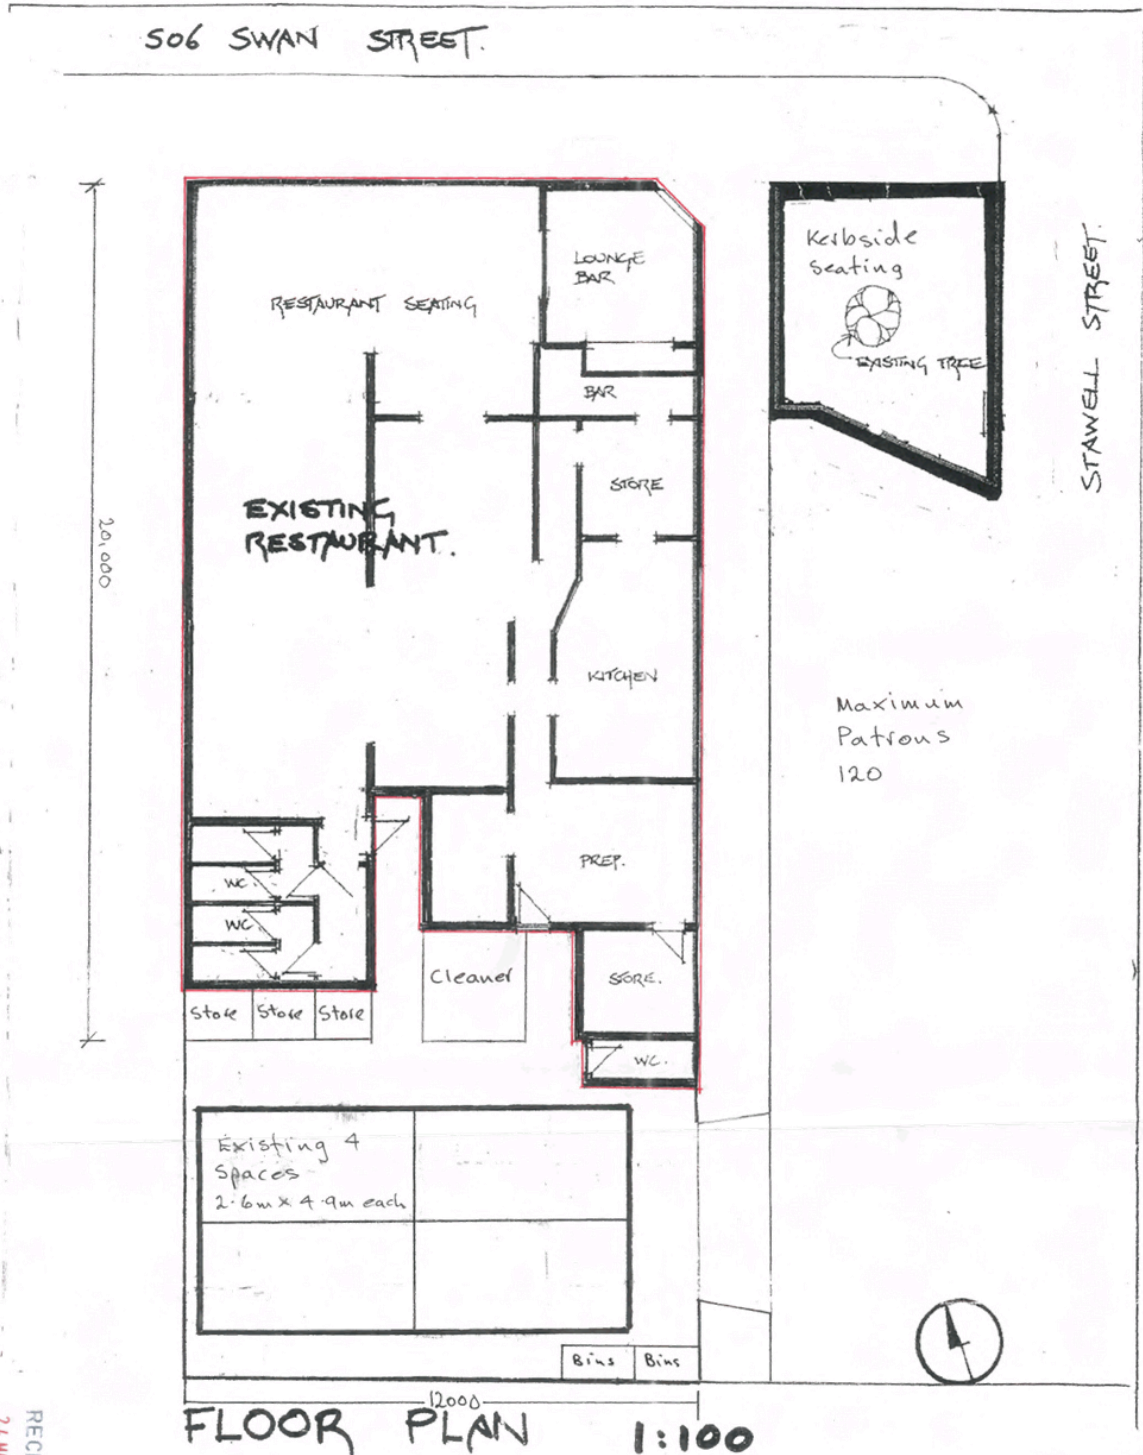 506 SWAN STREET.
LOUNGE
BAR
RESTAURANT SEATING
Kerbside
Seating
EXISTING TREE
STAWELL STREET.
BAR
STORE
EXISTING
RESTAURANT.
20,000
KITCHEN
Maximum
Patrons
120
PREP.
WC.
WC
Cleaner
STORE.
Store Store Store
WC.
Existing 4
Spaces
2.6m x 4.9m each
Bins Bins
12000
FLOOR PLAN 1:100